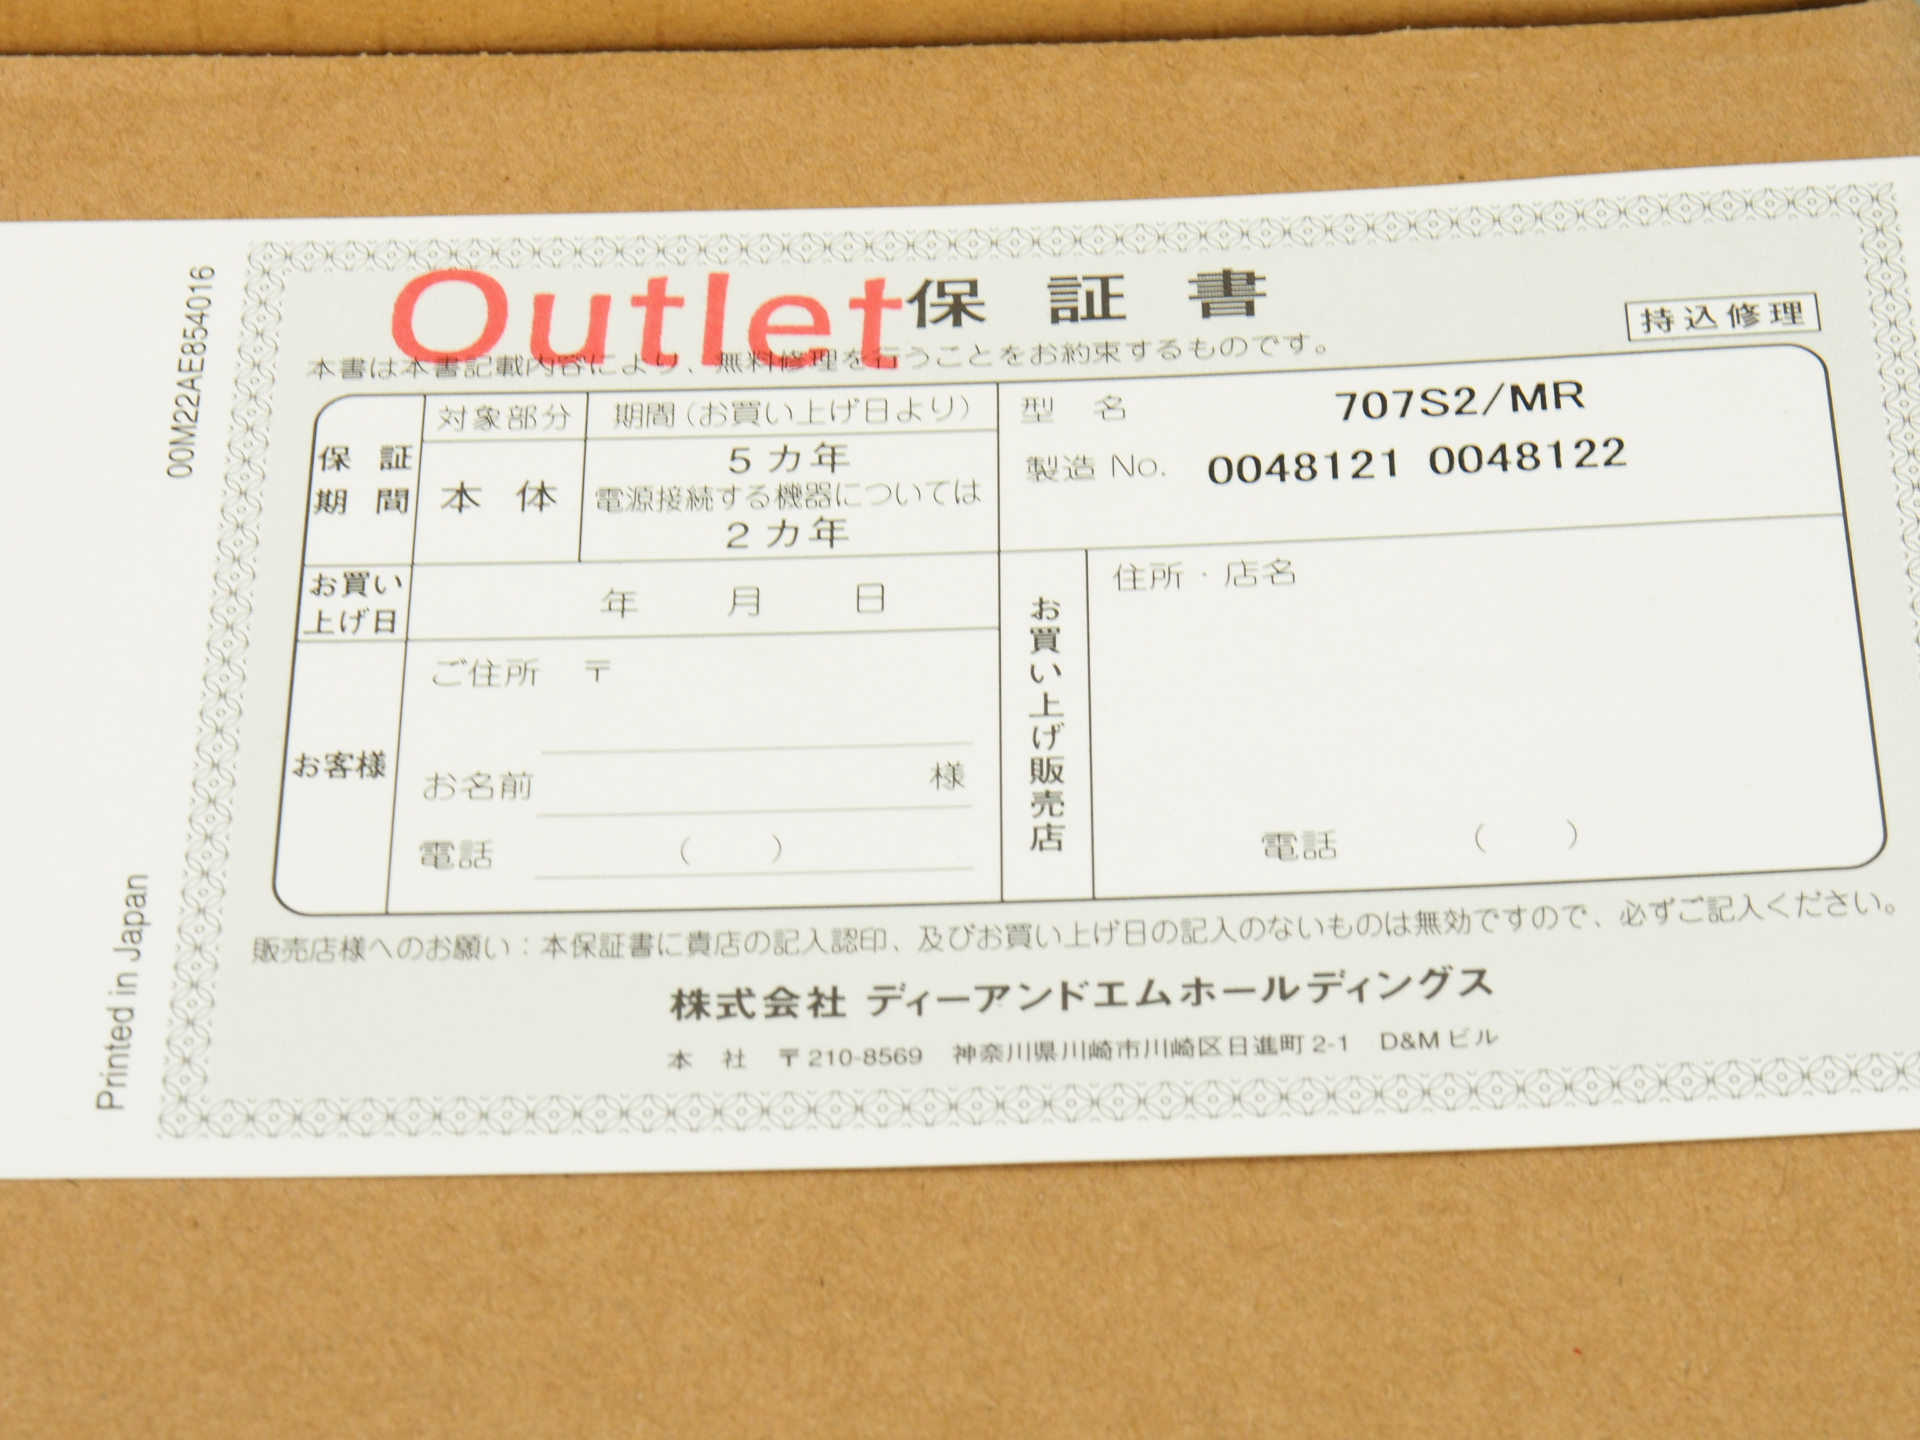 00M22AE854016
Printed in Japan
Outlet保証書
持込修理
本書は本書記載内容により、無料修理を行うことをお約束するものです。
保証期間
対象部分
期間(お買い上げ日より)
本体
5カ年
電源接続する機器については
2カ年
型名 707S2/MR
製造 No. 0048121 0048122
お買い
上げ日
年 月 日
お客様
ご住所 〒
お名前 様
電話 ( )
お買い上げ販売店
住所・店名
電話 ( )
販売店様へのお願い:本保証書に貴店の記入認印、及びお買い上げ日の記入のないものは無効ですので、必ずご記入ください。
株式会社 ディーアンドエムホールディングス
本社 〒210-8569 神奈川県川崎市川崎区日進町 2-1 D&M ビル